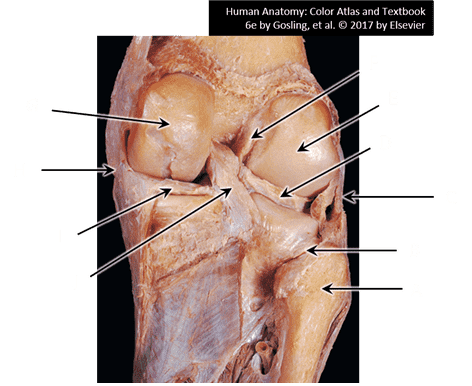 Human Anatomy: Color Atlas and Textbook
6e by Gosling, et al. © 2017 by Elsevier